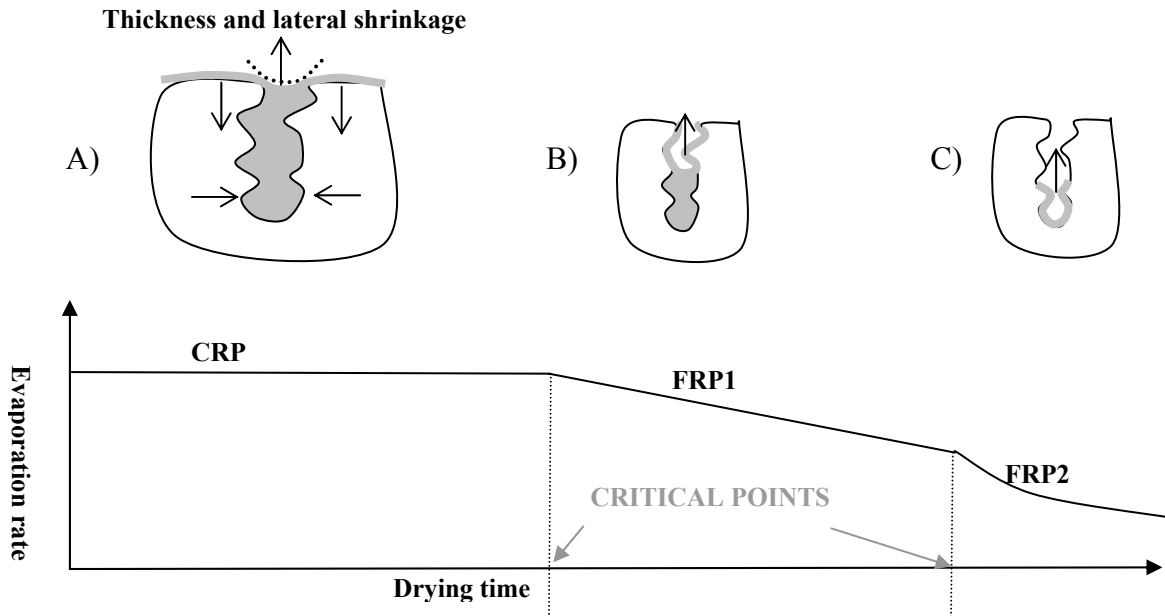 Thickness and lateral shrinkage
A)
B)
C)
CRP
FRP1
FRP2
CRITICAL POINTS
Evaporation rate
Drying time